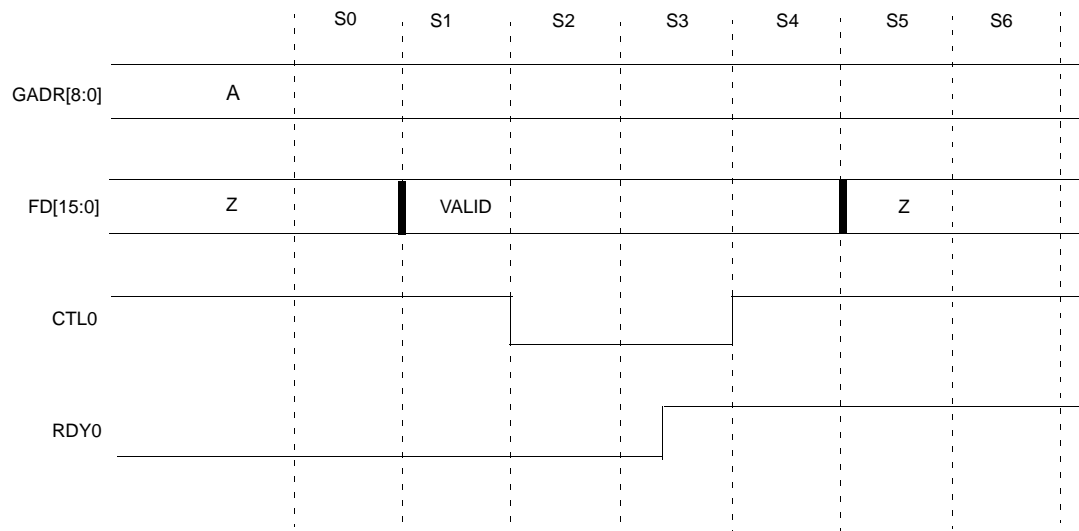 S0 S1 S2 S3 S4 S5 S6
GADR[8:0] A
FD[15:0] Z VALID Z
CTL0
RDY0